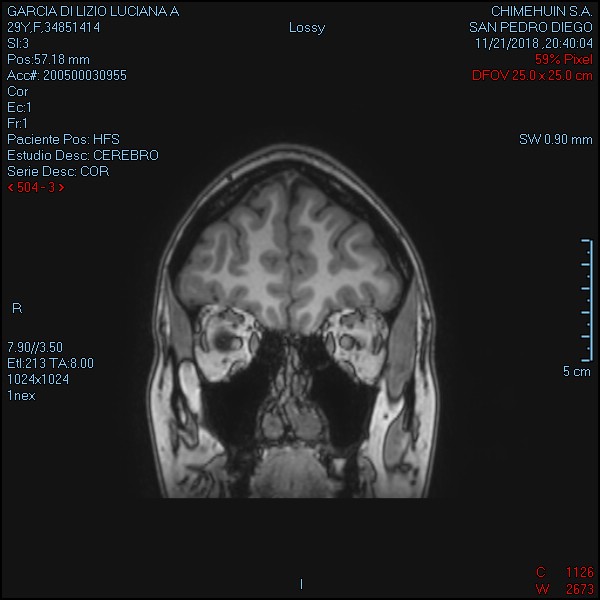 GARCIA DI LIZIO LUCIANA A
29Y,F,34851414
Sl:3
Pos:57.18 mm
Acc#: 200500030955
Cor
Ec:1
Fr:1
Paciente Pos: HFS
Estudio Desc: CEREBRO
Serie Desc: COR
< 504 - 3 >
Lossy
CHIMEHUIN S.A.
SAN PEDRO DIEGO
11/21/2018 ,20:40:04
59% Pixel
DFOV 25.0 x 25.0 cm
SW 0.90 mm
R
7.90//3.50
Etl:213 TA:8.00
1024x1024
1nex
5 cm
I
C 1126
W 2673